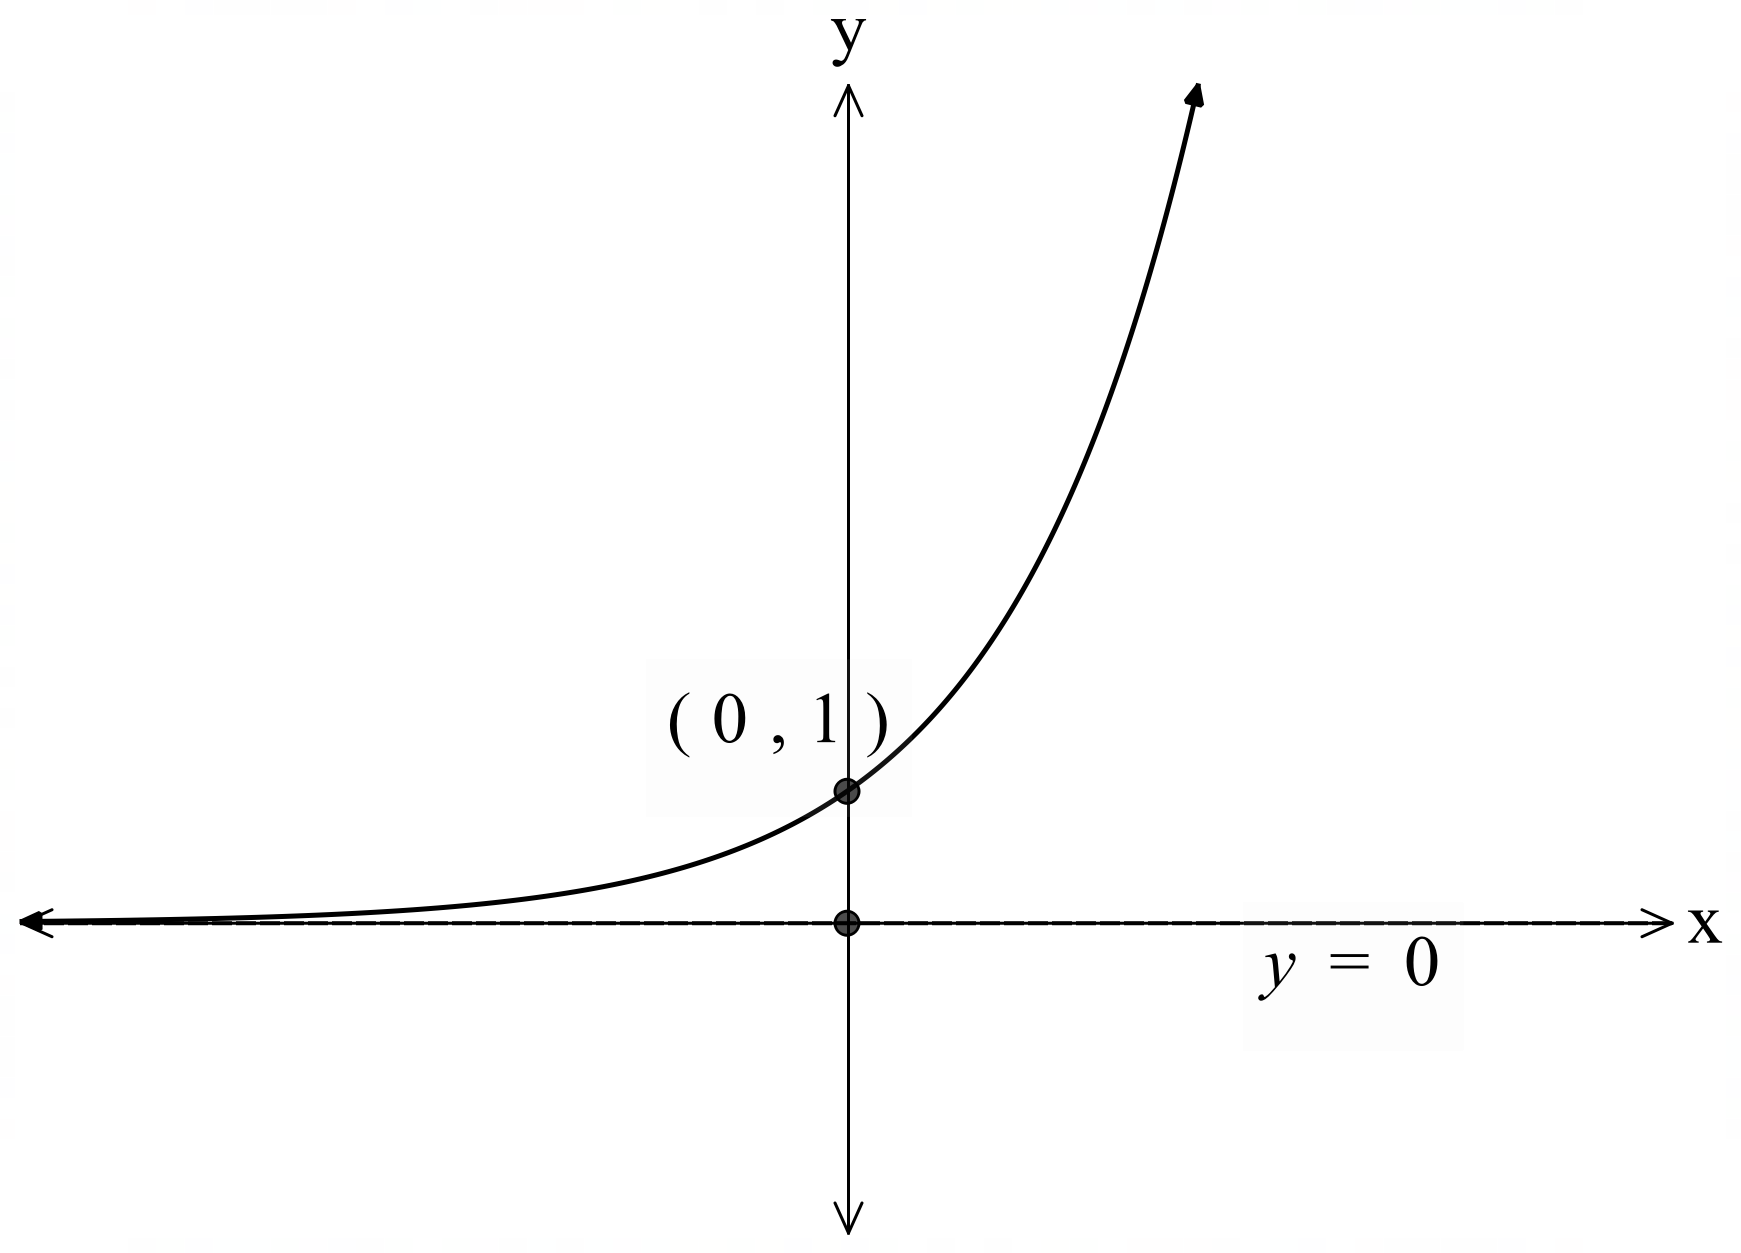 y
( 0 , 1 )
x
y = 0